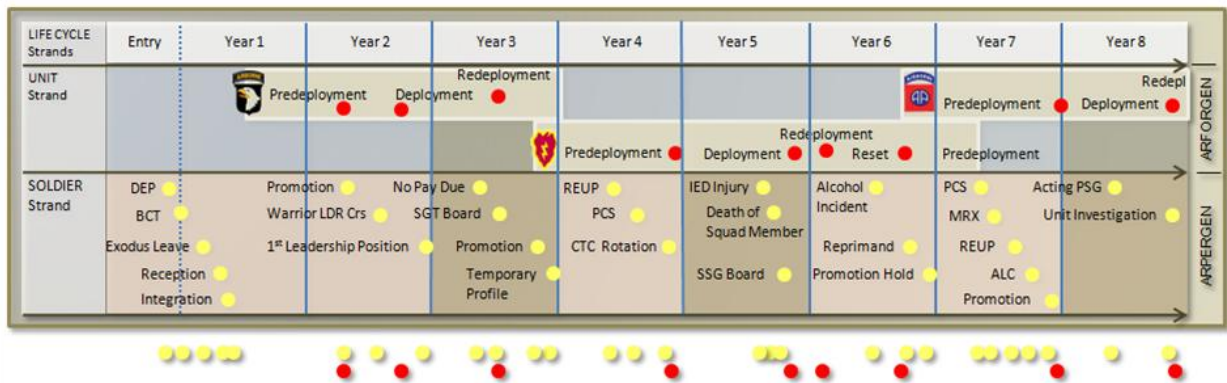 LIFE CYCLE Strands
Entry
Year 1
Year 2
Year 3
Year 4
Year 5
Year 6
Year 7
Year 8
UNIT Strand
Redeployment
Redepl
Predeployment
Deployment
Predeployment
Deployment
AA
Redeployment
Predeployment
Deployment
Reset
Predeployment
ARFORGEN
SOLDIER Strand
DEP
Promotion
No Pay Due
REUP
IED Injury
Alcohol Incident
PCS
Acting PSG
BCT
Warrior LDR Crs
SGT Board
PCS
Death of Squad Member
MRX
Unit Investigation
Exodus Leave
1st Leadership Position
Promotion
CTC Rotation
Reprimand
REUP
Reception
Temporary Profile
SSG Board
Promotion Hold
ALC
Integration
Promotion
ARPERGEN